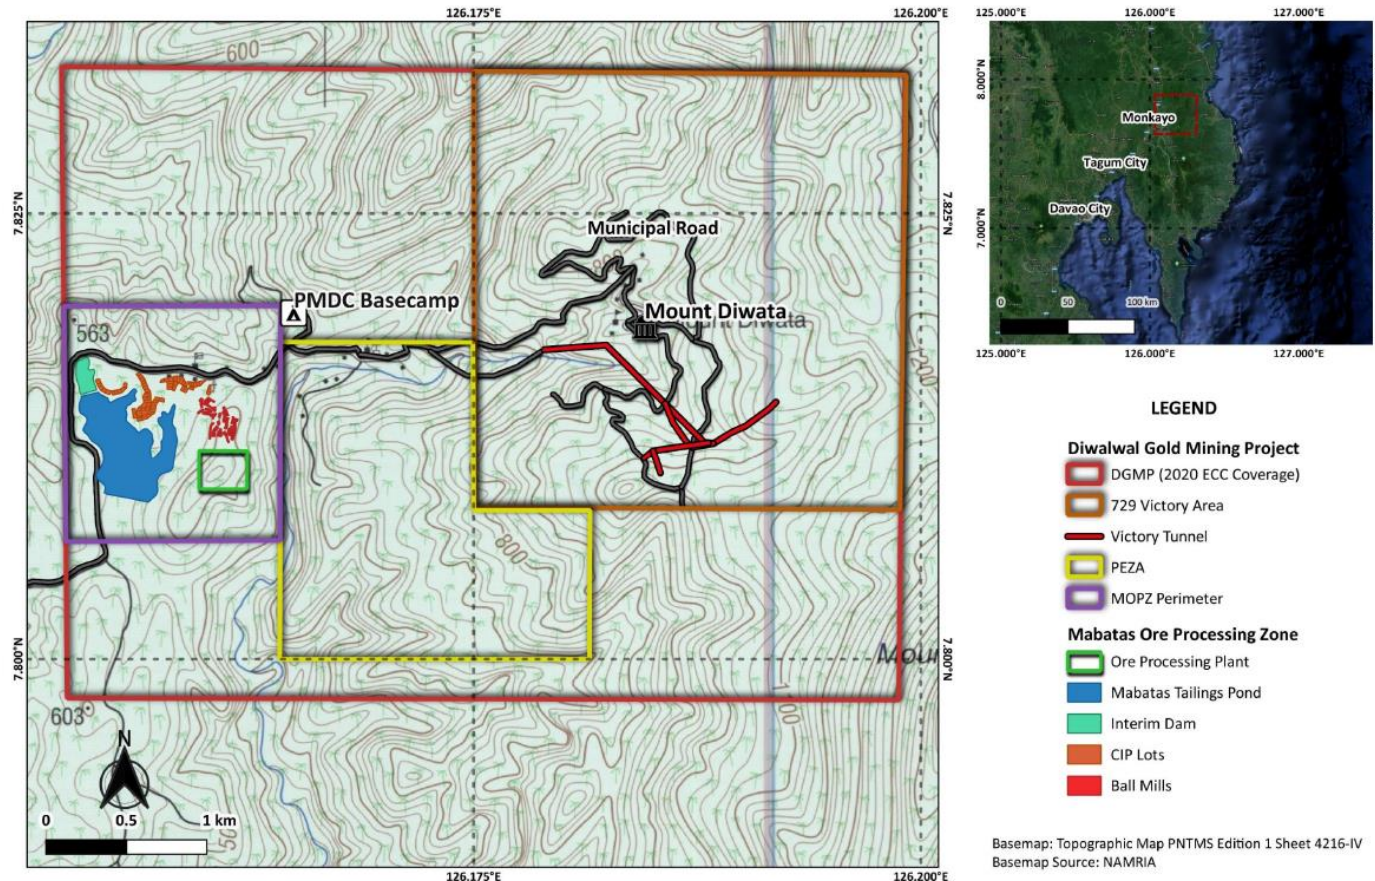 126.175°E
126.200°E
600
7.825°N
7.825°N
Municipal Road
PMDC Basecamp
Mount Diwata
563
800
7.800°N
7.800°N
603
1100
N
0
0.5
1 km
126.175°E
126.200°E
125.000°E
126.000°E
127.000°E
8.000°N
Monkayo
Tagum City
Davao City
7.000°N
0
50
100 km
125.000°E
126.000°E
127.000°E
LEGEND
Diwalwal Gold Mining Project
DGMP (2020 ECC Coverage)
729 Victory Area
Victory Tunnel
PEZA
MOPZ Perimeter
Mabatas Ore Processing Zone
Ore Processing Plant
Mabatas Tailings Pond
Interim Dam
CIP Lots
Ball Mills
Basemap: Topographic Map PNTMS Edition 1 Sheet 4216-IV
Basemap Source: NAMRIA